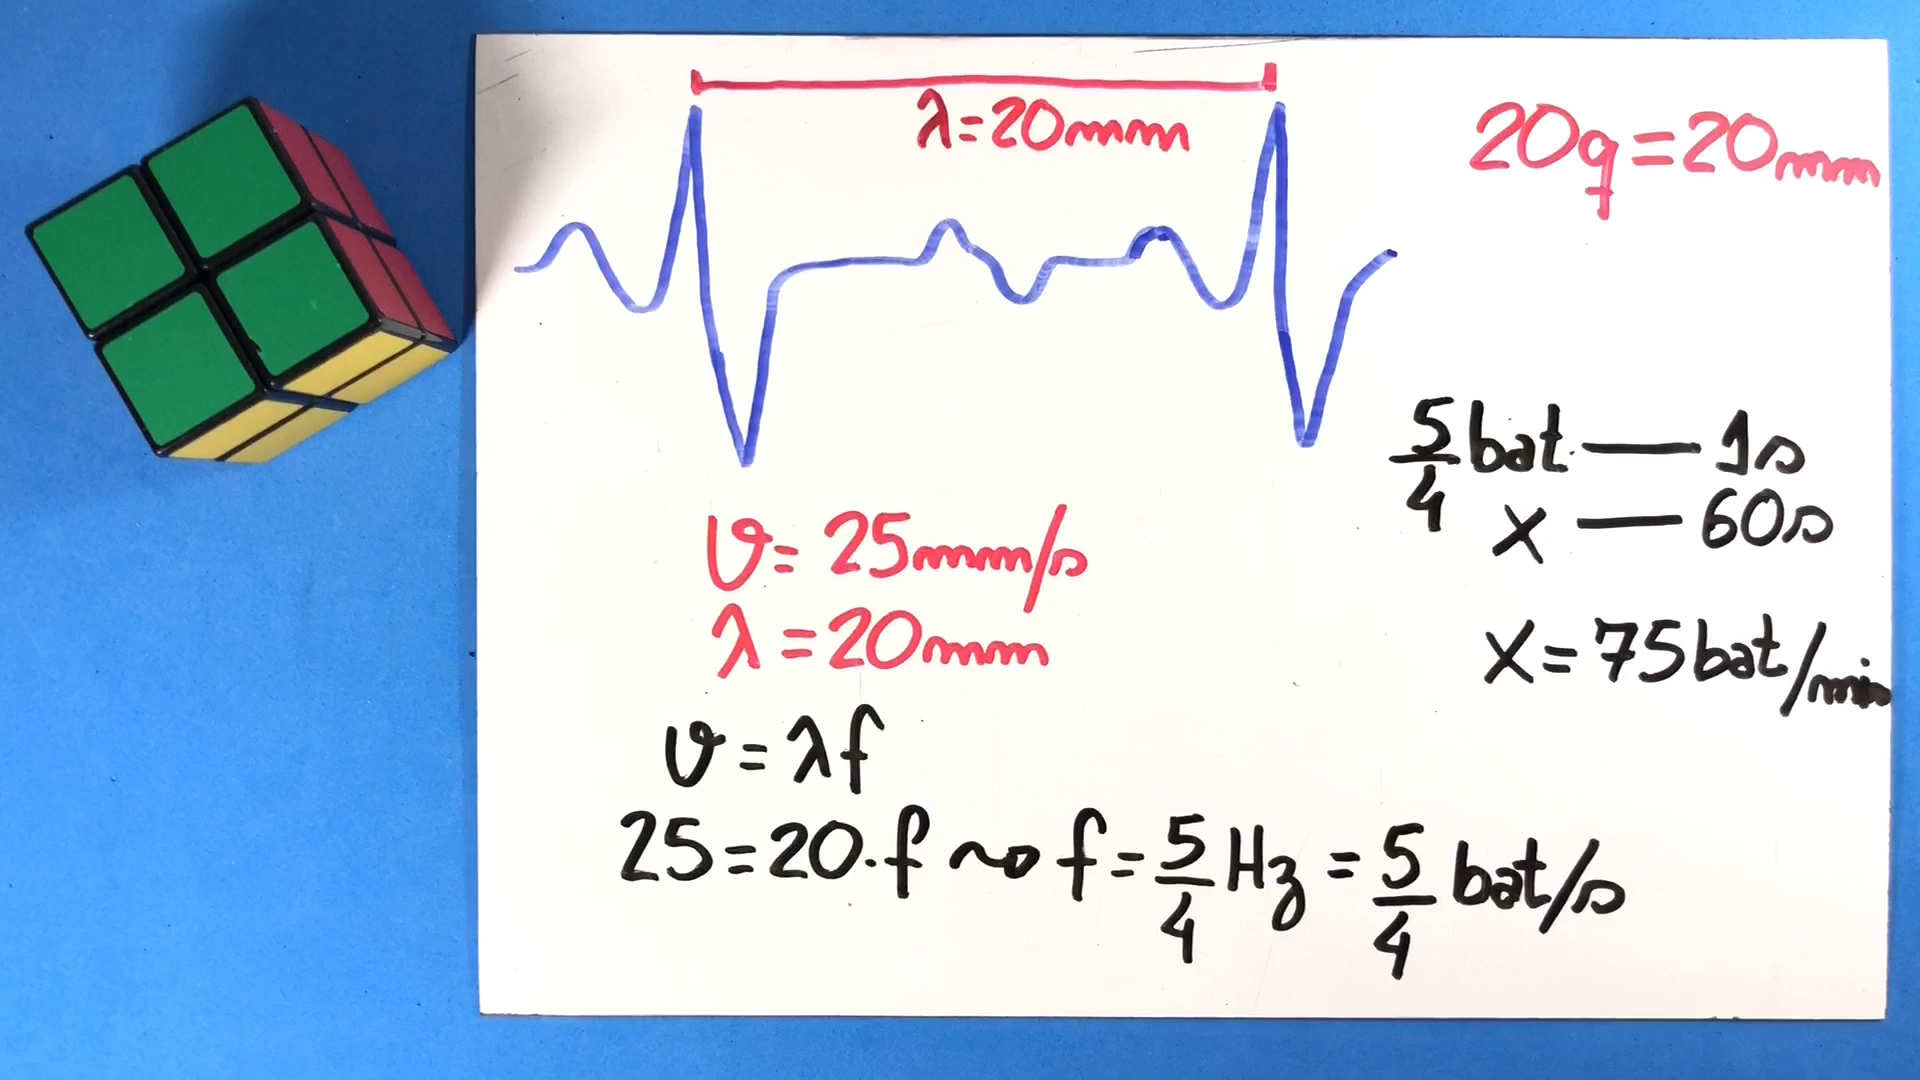 λ=20mm
20q=20mm
5/4 bat. — 1s
x — 60s
x=75bat/min
v= 25mm/s
λ=20mm
v=λf
25=20.f ~> f=5/4 Hz = 5/4 bat/s